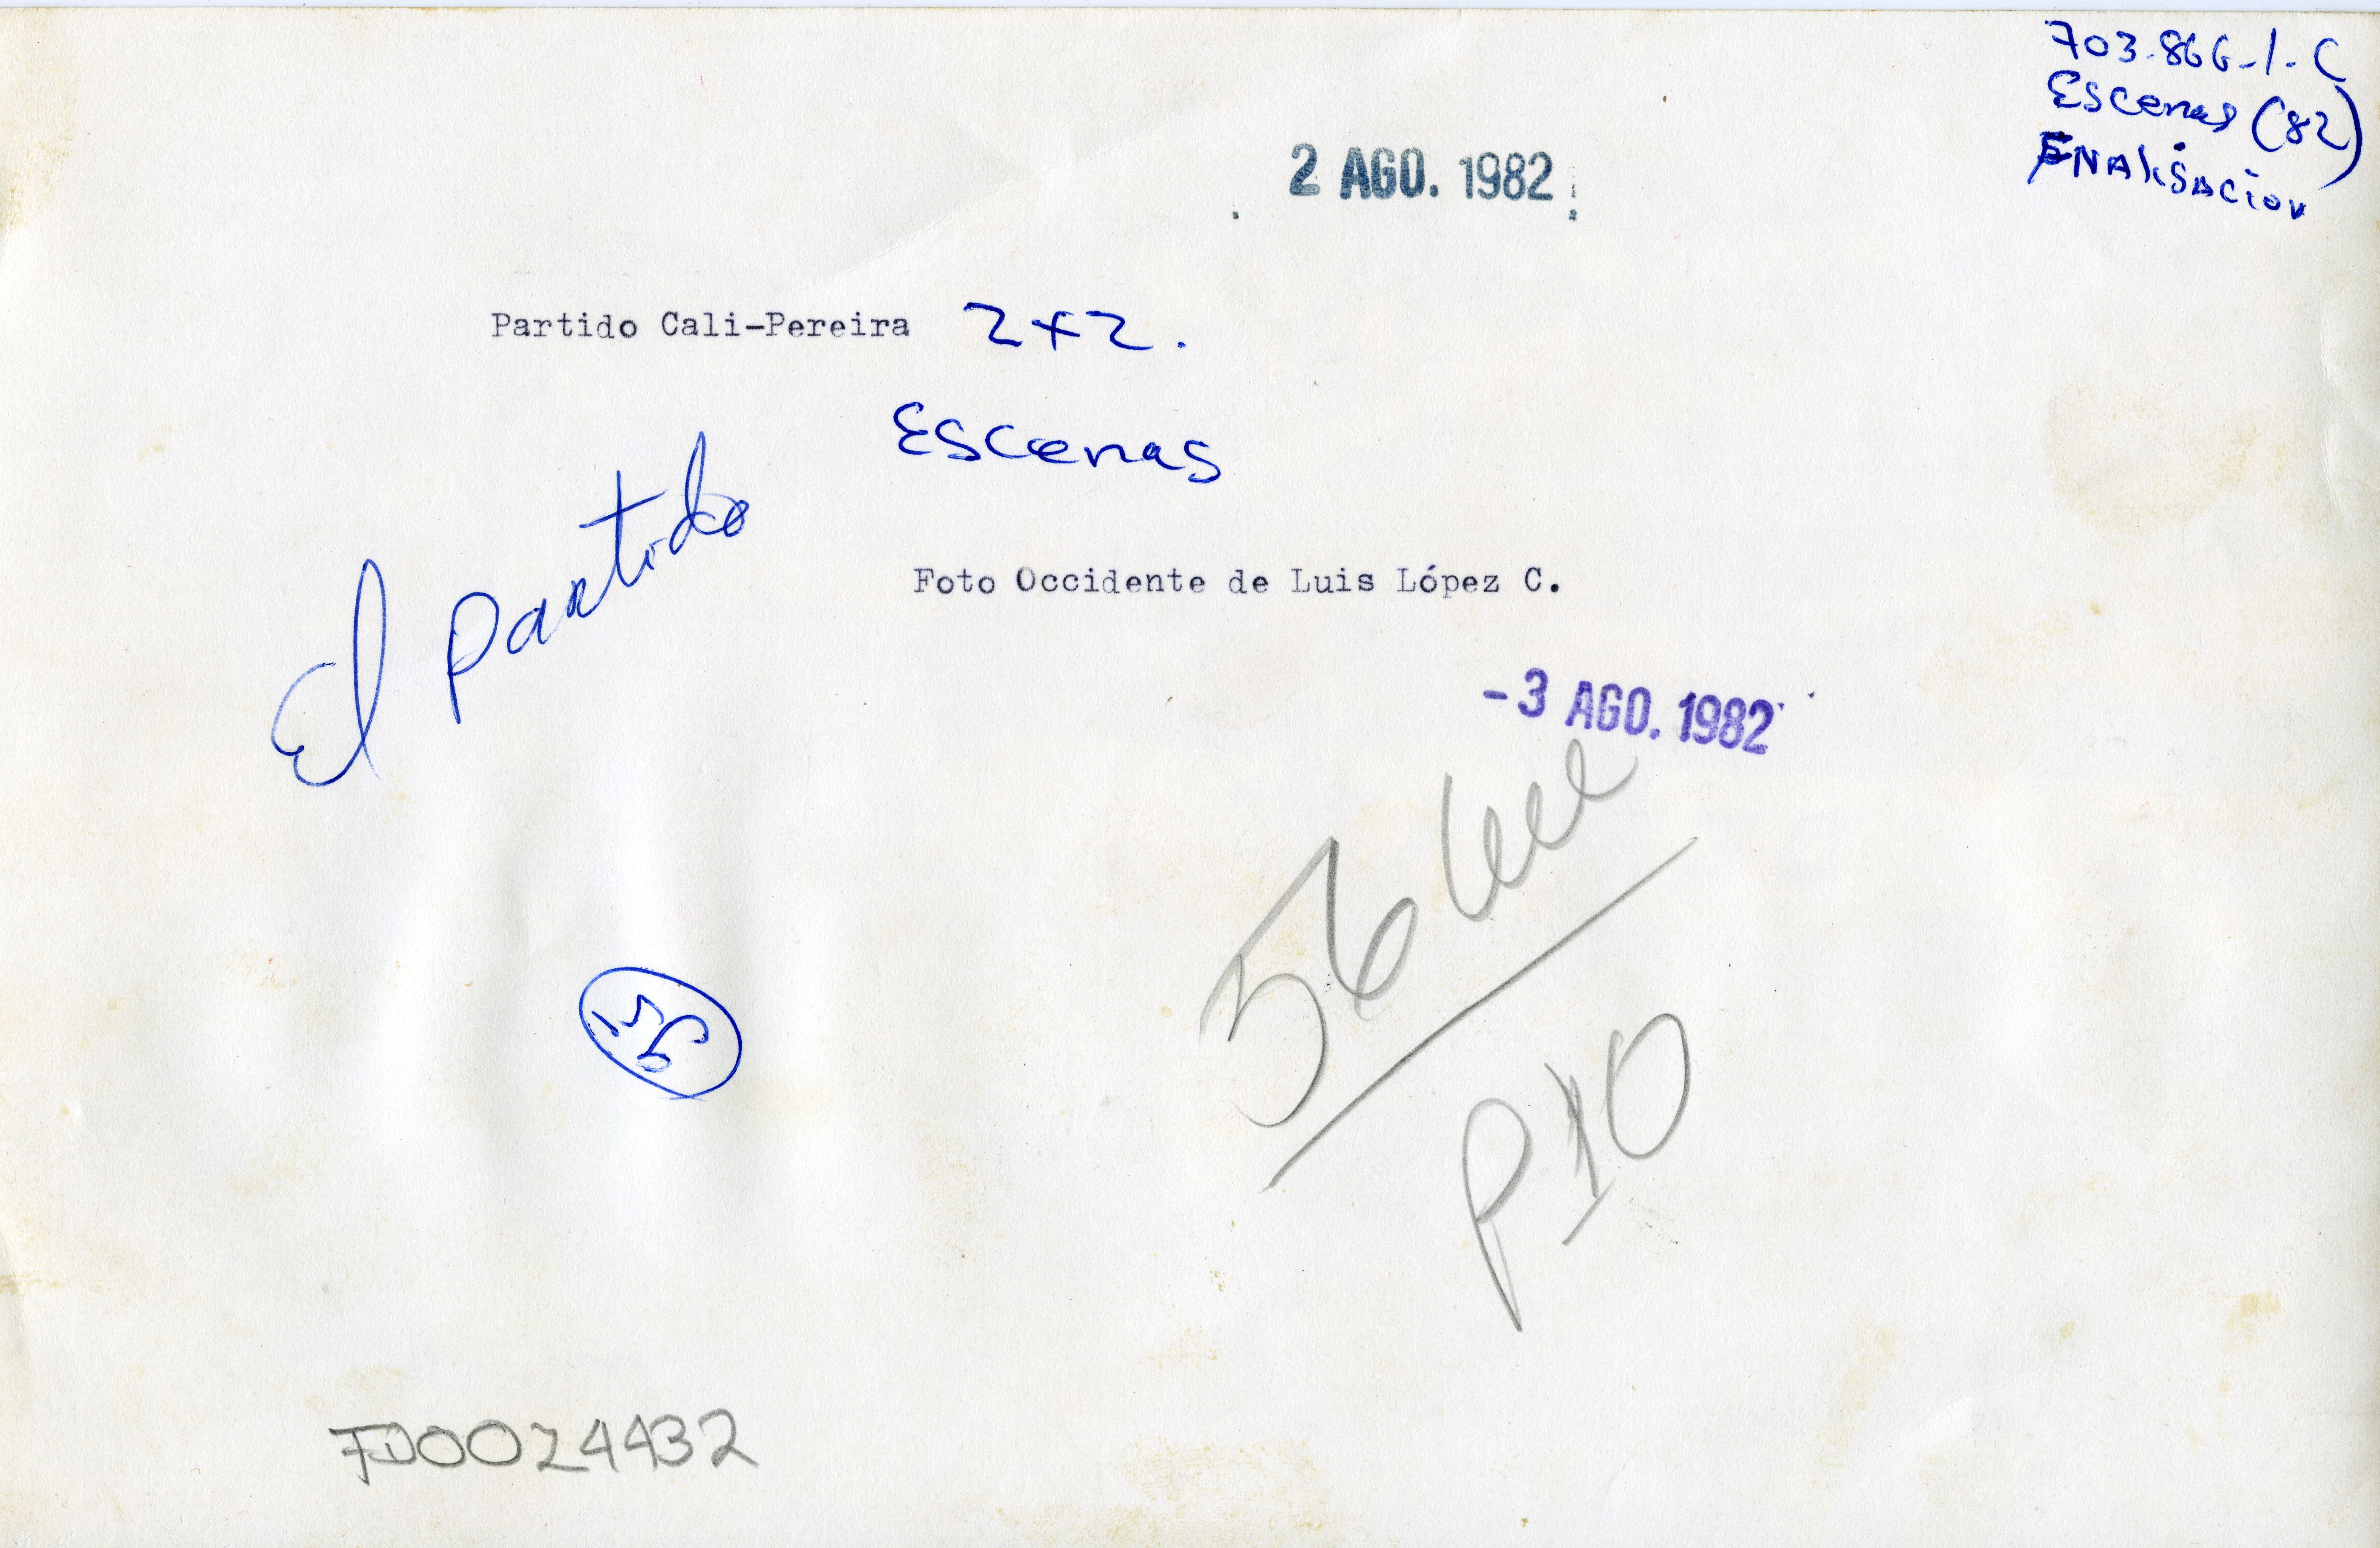 703-866-1-C
Escenas (82)
2 AGO. 1982
Partido Cali-Pereira 2x2.
Escenas
El partido
Foto Occidente de Luis López C.
-3 AGO. 1982
56
P10
FD0024432